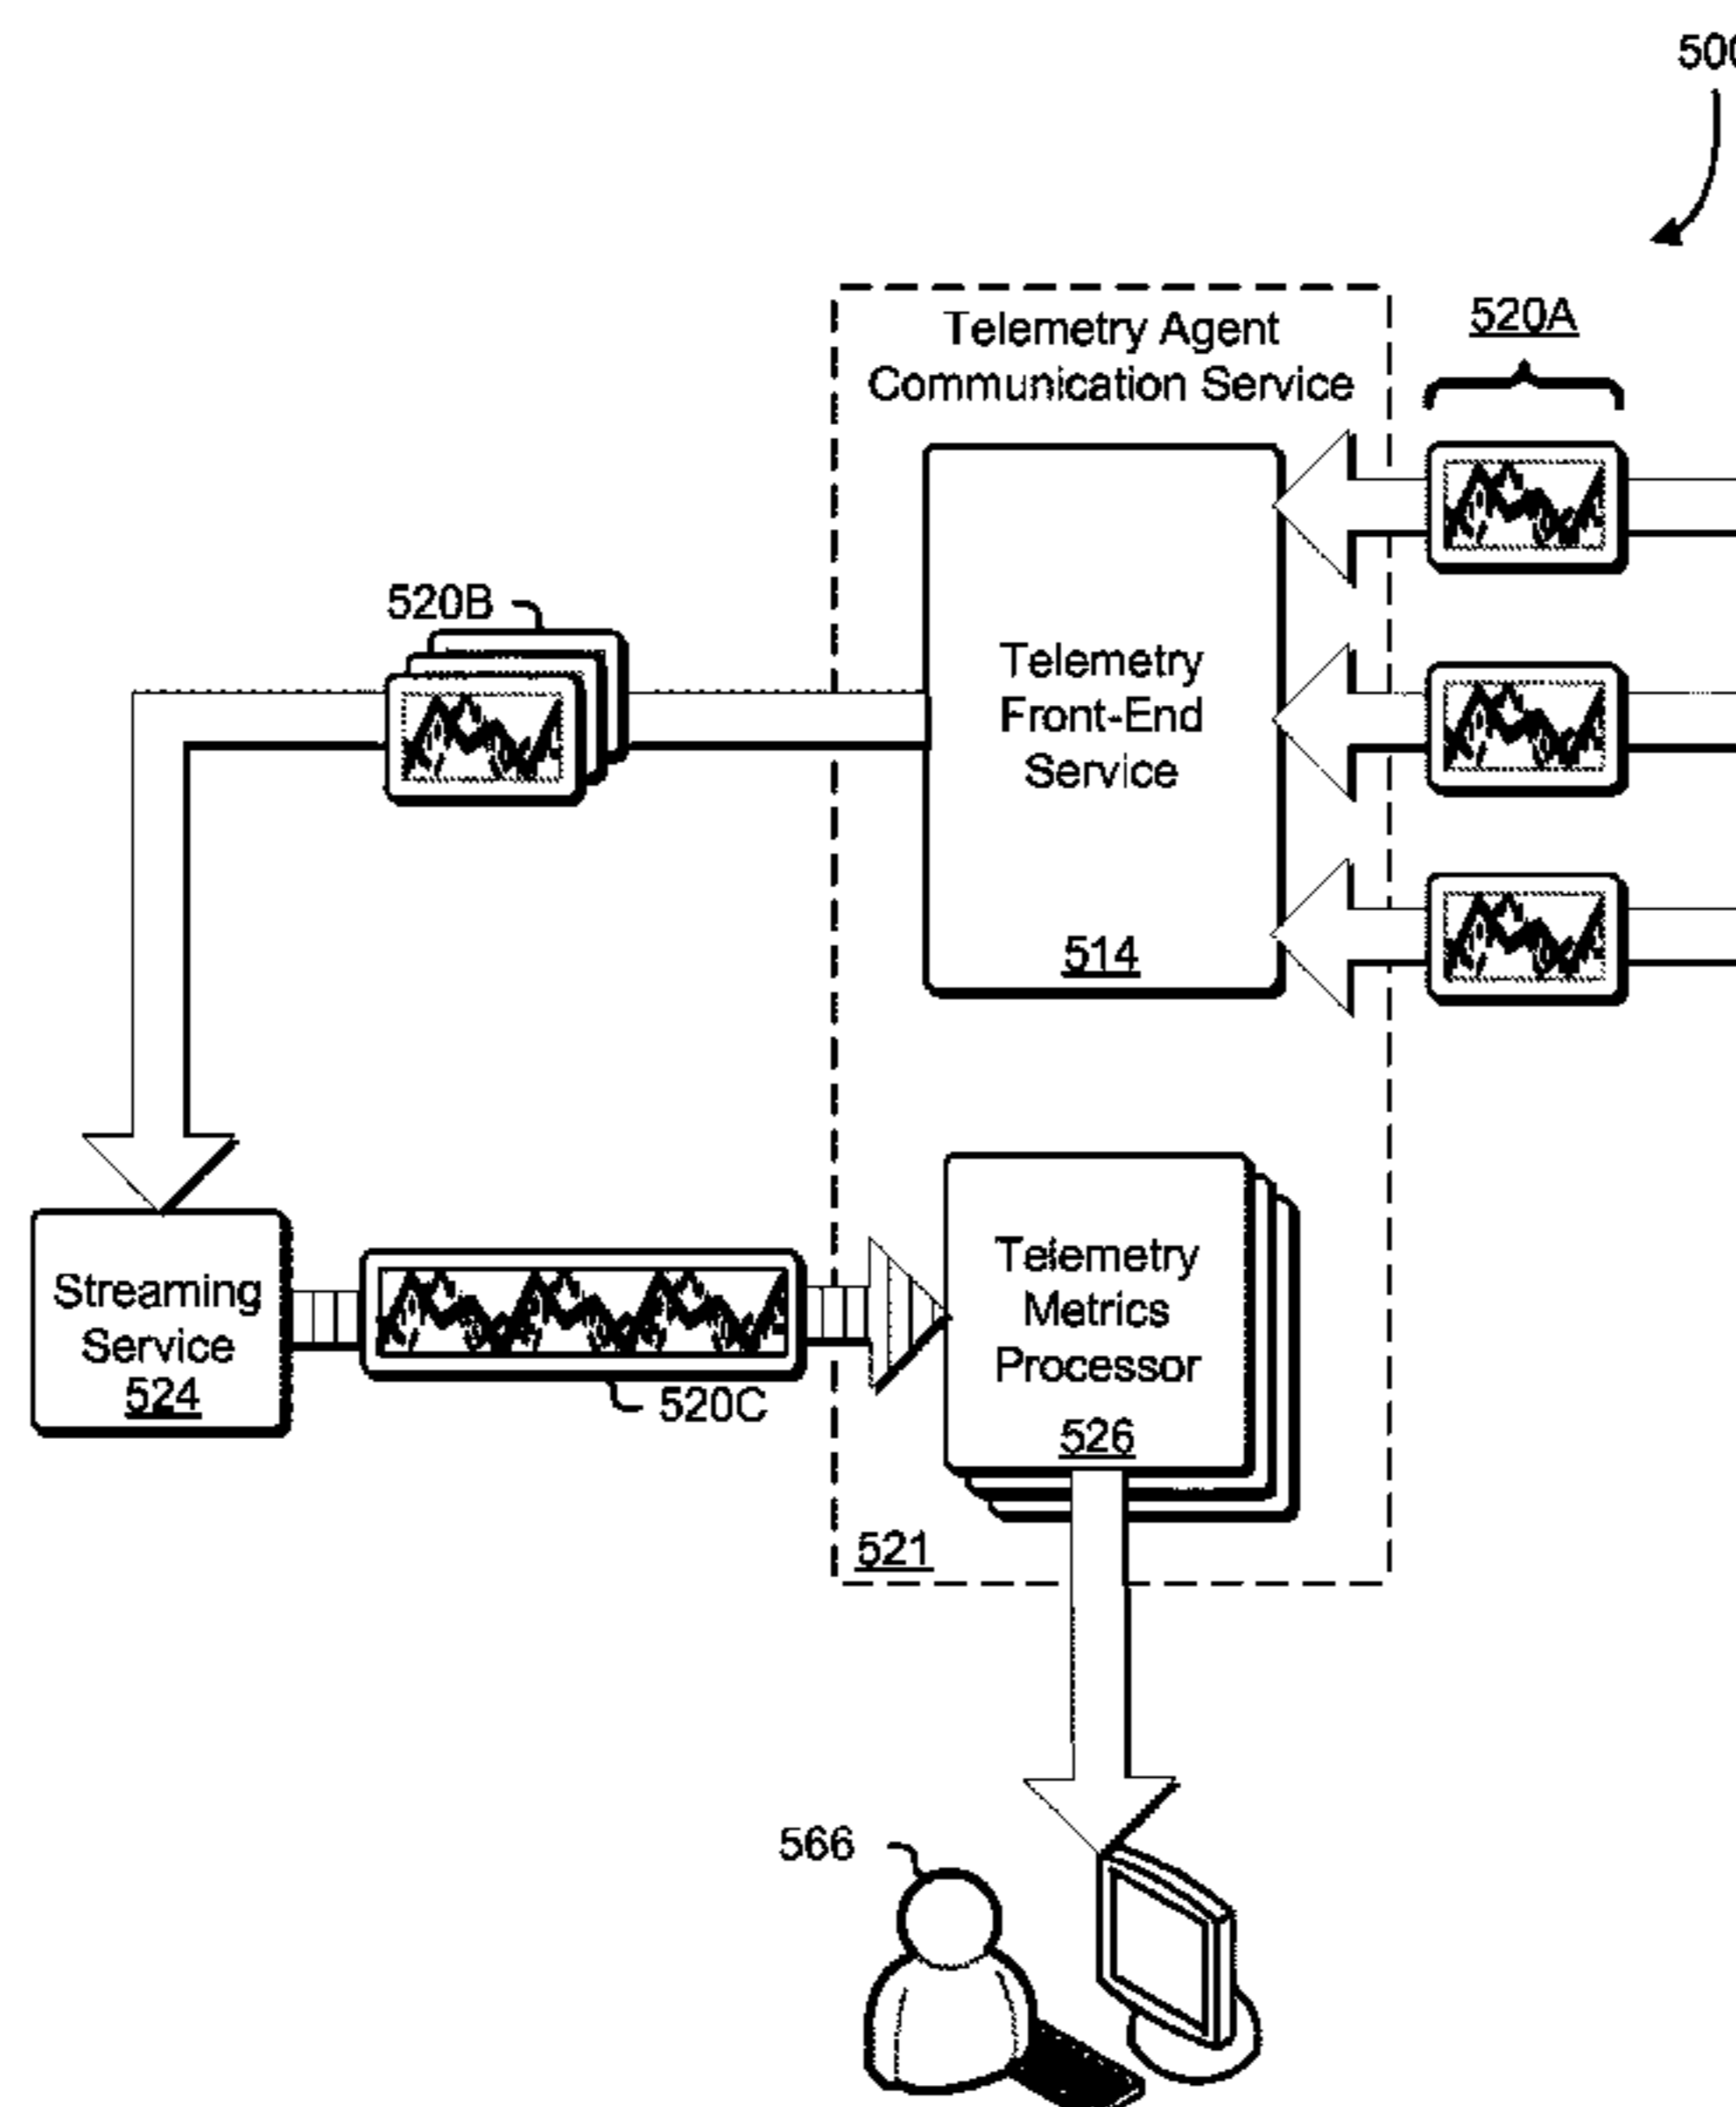 500
520A
Telemetry Agent
Communication Service
520B
Telemetry
Front-End
Service
514
Streaming
Service
524
520C
Telemetry
Metrics
Processor
526
521
566